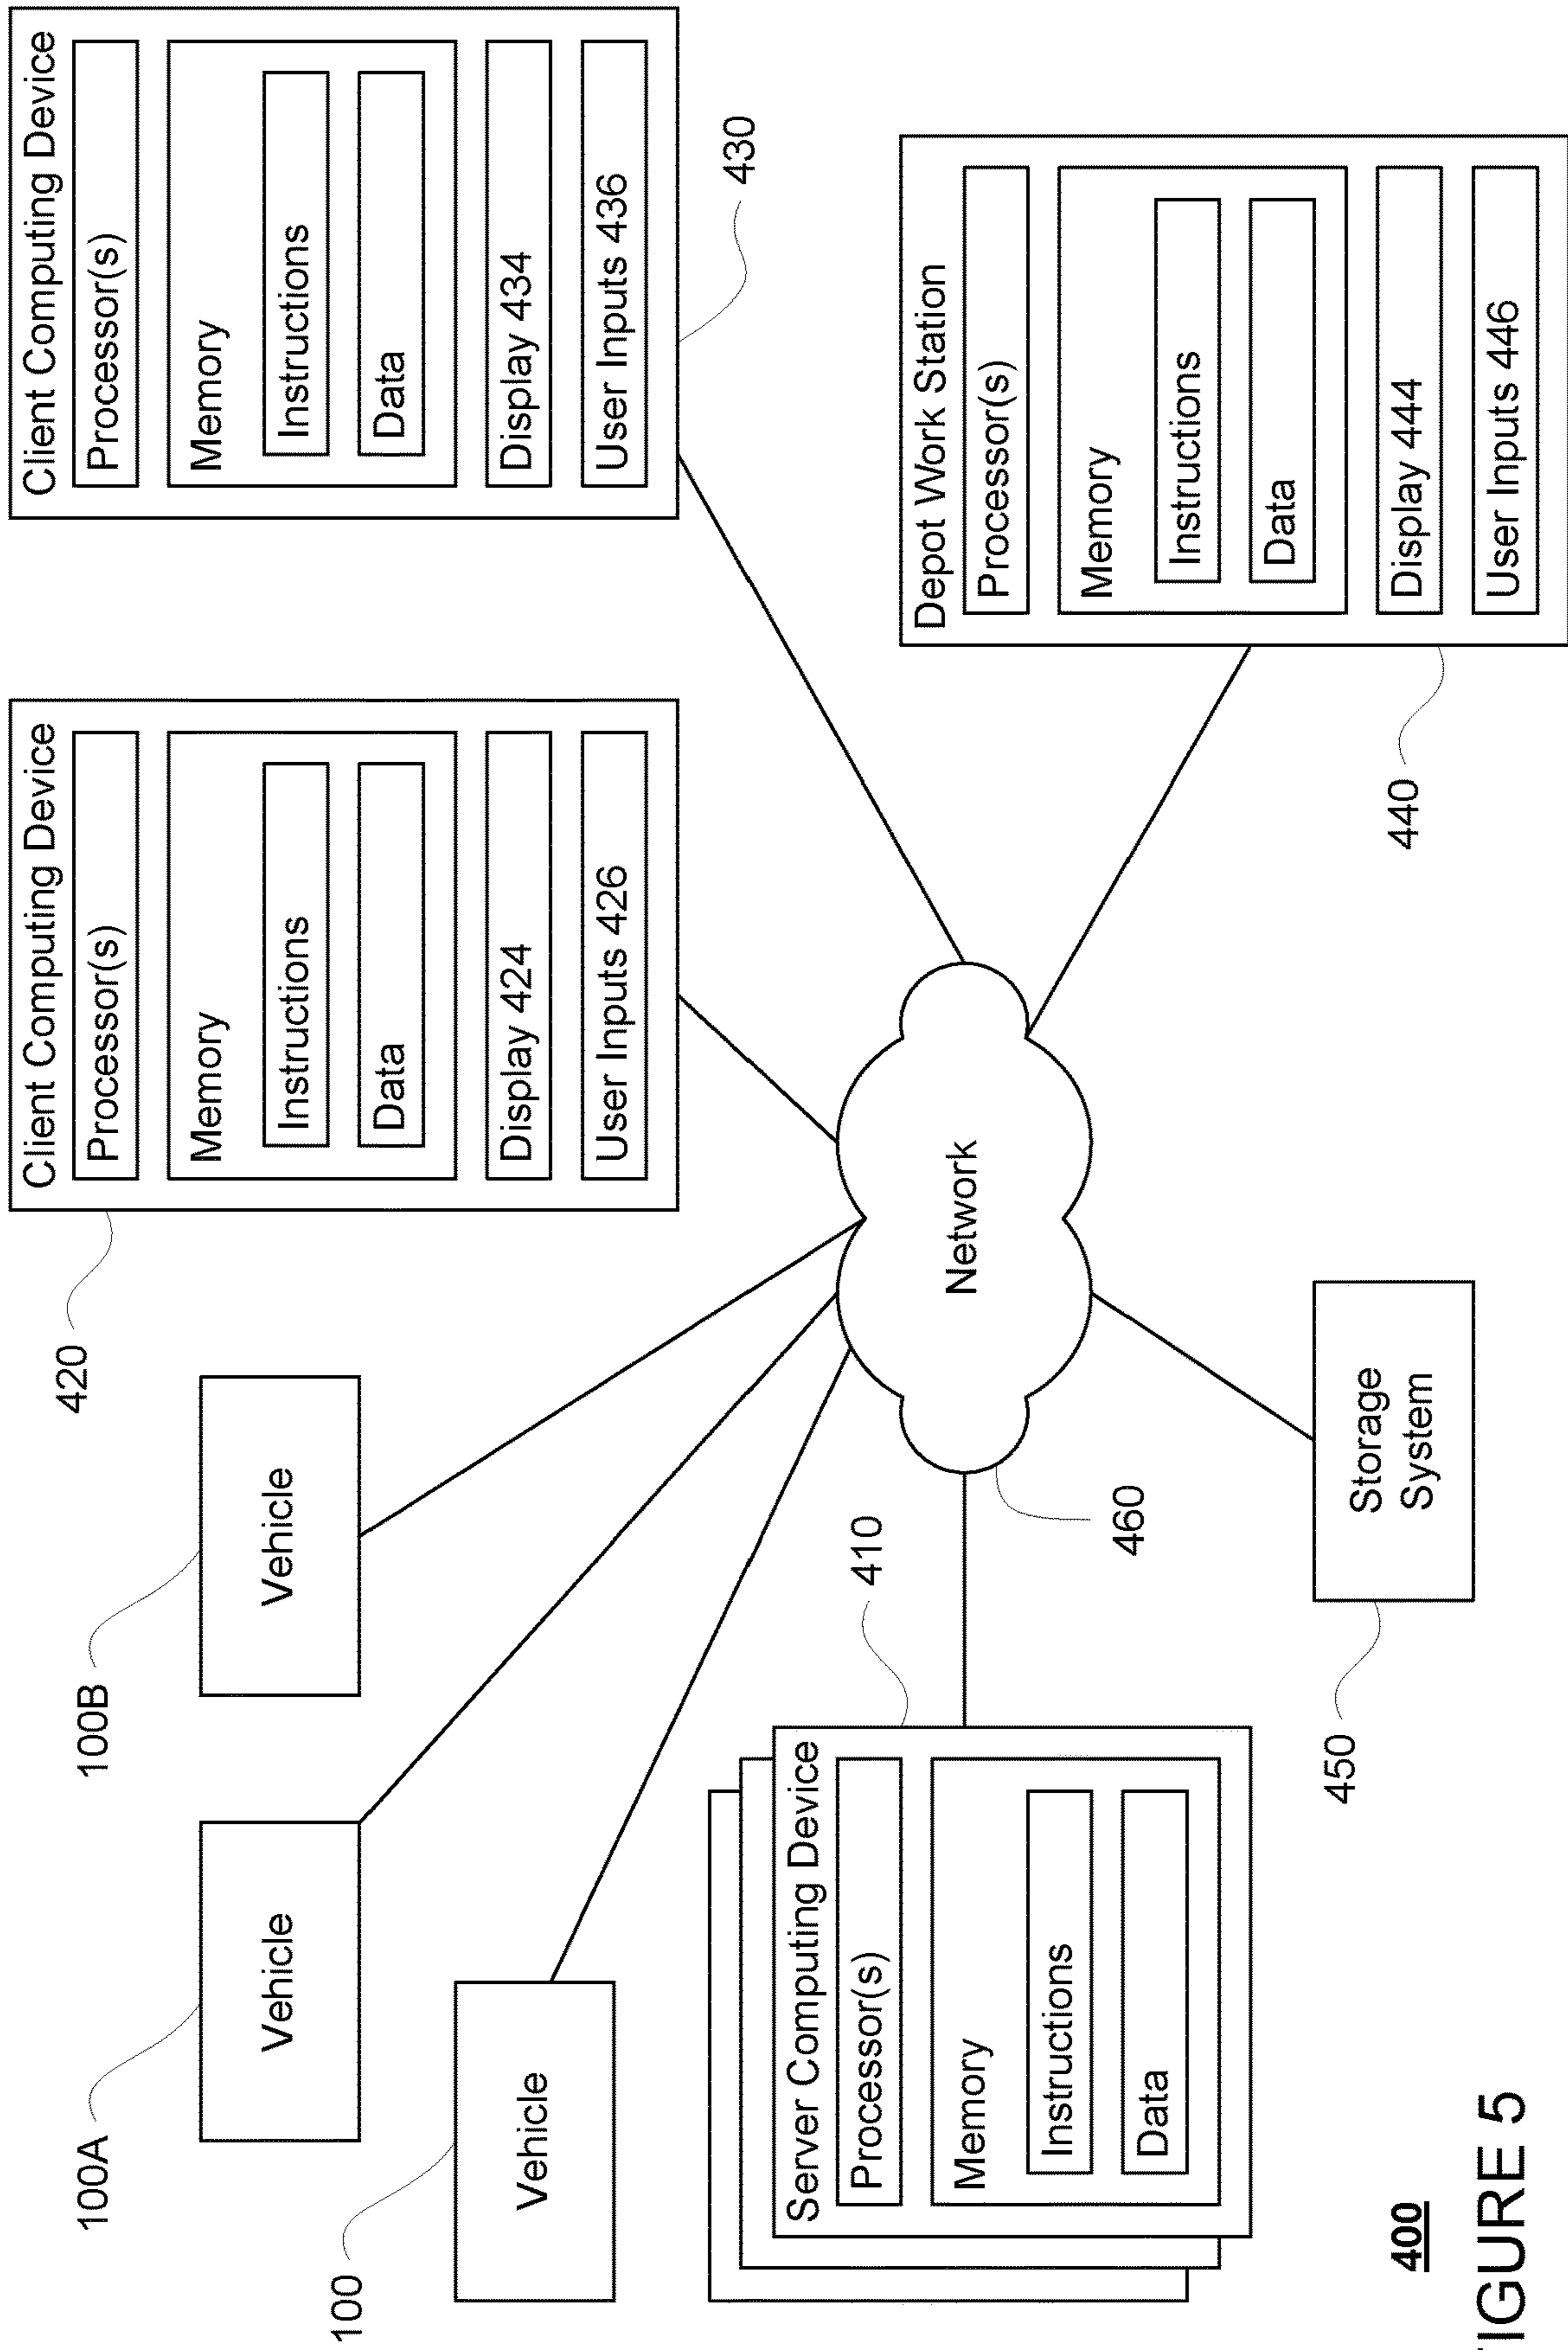 100A
100B
420
Vehicle
Vehicle
100
Vehicle
Client Computing Device
Processor(s)
Memory
Instructions
Data
Display 424
User Inputs 426
Client Computing Device
Processor(s)
Memory
Instructions
Data
Display 434
User Inputs 436
430
Server Computing Device
Processor(s)
Memory
Instructions
Data
410
Network
460
Depot Work Station
Processor(s)
Memory
Instructions
Data
Display 444
User Inputs 446
440
Storage
System
450
400
IGURE 5